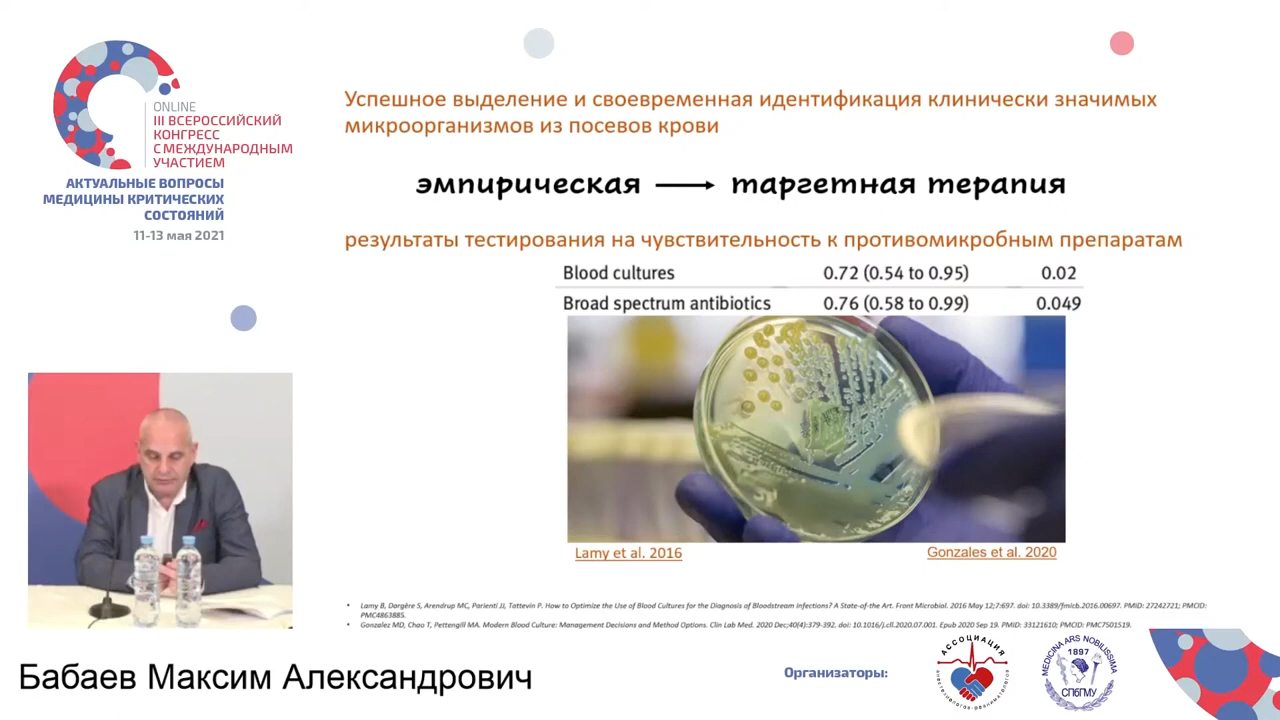 ONLINE
III ВСЕРОССИЙСКИЙ
КОНГРЕСС
С МЕЖДУНАРОДНЫМ
УЧАСТИЕМ
АКТУАЛЬНЫЕ ВОПРОСЫ
МЕДИЦИНЫ КРИТИЧЕСКИХ
СОСТОЯНИЙ
11-13 мая 2021
Успешное выделение и своевременная идентификация клинически значимых
микроорганизмов из посевов крови
эмпирическая → таргетная терапия
результаты тестирования на чувствительность к противомикробным препаратам
Blood cultures 0.72 (0.54 to 0.95) 0.02
Broad spectrum antibiotics 0.76 (0.58 to 0.99) 0.049
Lamy et al. 2016
Gonzales et al. 2020
• Lamy B, Dargère S, Arendrup MC, Parienti JJ, Tattevin P. How to Optimize the Use of Blood Cultures for the Diagnosis of Bloodstream Infections? A State-of-the Art. Front Microbiol. 2016 May 12;7:697. doi: 10.3389/fmicb.2016.00697. PMID: 27242721; PMCID:
PMC4863885.
• Gonzalez MD, Chao T, Pettengill MA. Modern Blood Culture: Management Decisions and Method Options. Clin Lab Med. 2020 Dec;40(4):379-392. doi: 10.1016/j.cll.2020.07.001. Epub 2020 Sep 19. PMID: 33121610; PMCID: PMC7501519.
Бабаев Максим Александрович
Организаторы:
АССОЦИАЦИЯ
анестезиологов-реаниматологов
MEDICINA ARS NOBILISSIMA
1897
СПбГМУ